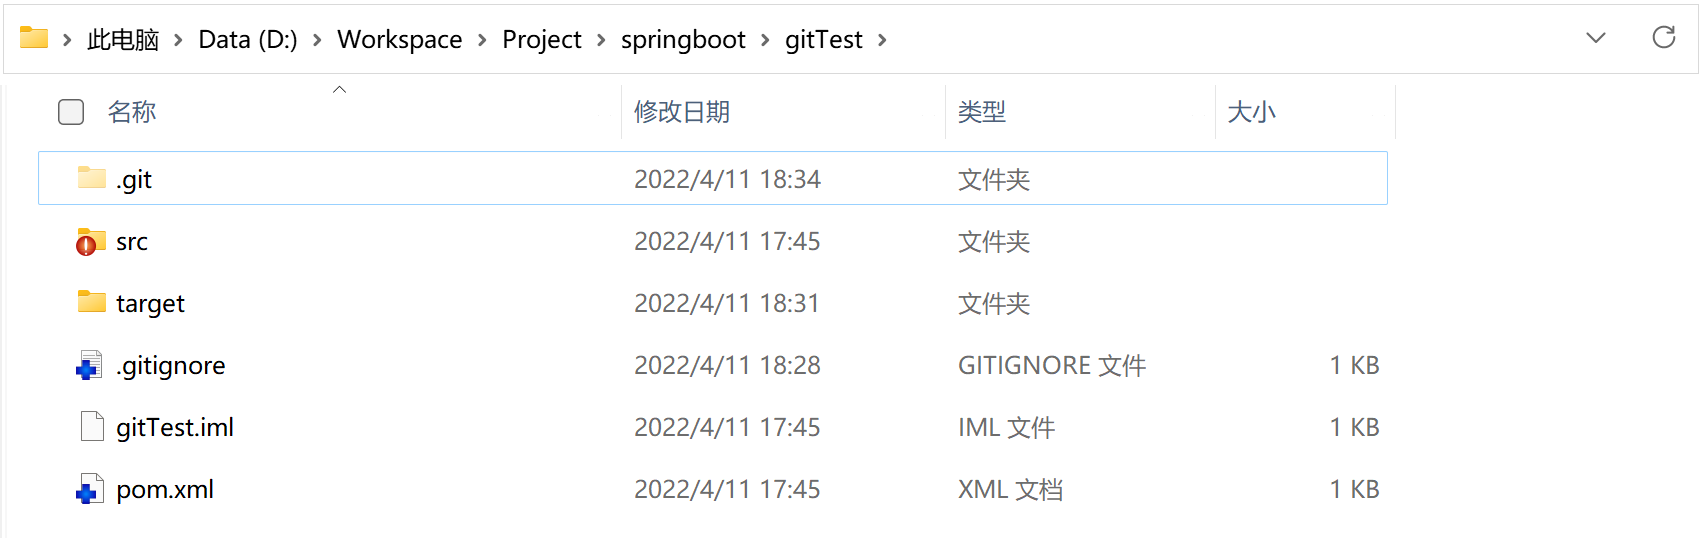 此电脑 > Data (D:) > Workspace > Project > springboot > gitTest >
名称 修改日期 类型 大小
.git 2022/4/11 18:34 文件夹
src 2022/4/11 17:45 文件夹
target 2022/4/11 18:31 文件夹
.gitignore 2022/4/11 18:28 GITIGNORE 文件 1 KB
gitTest.iml 2022/4/11 17:45 IML 文件 1 KB
pom.xml 2022/4/11 17:45 XML 文档 1 KB